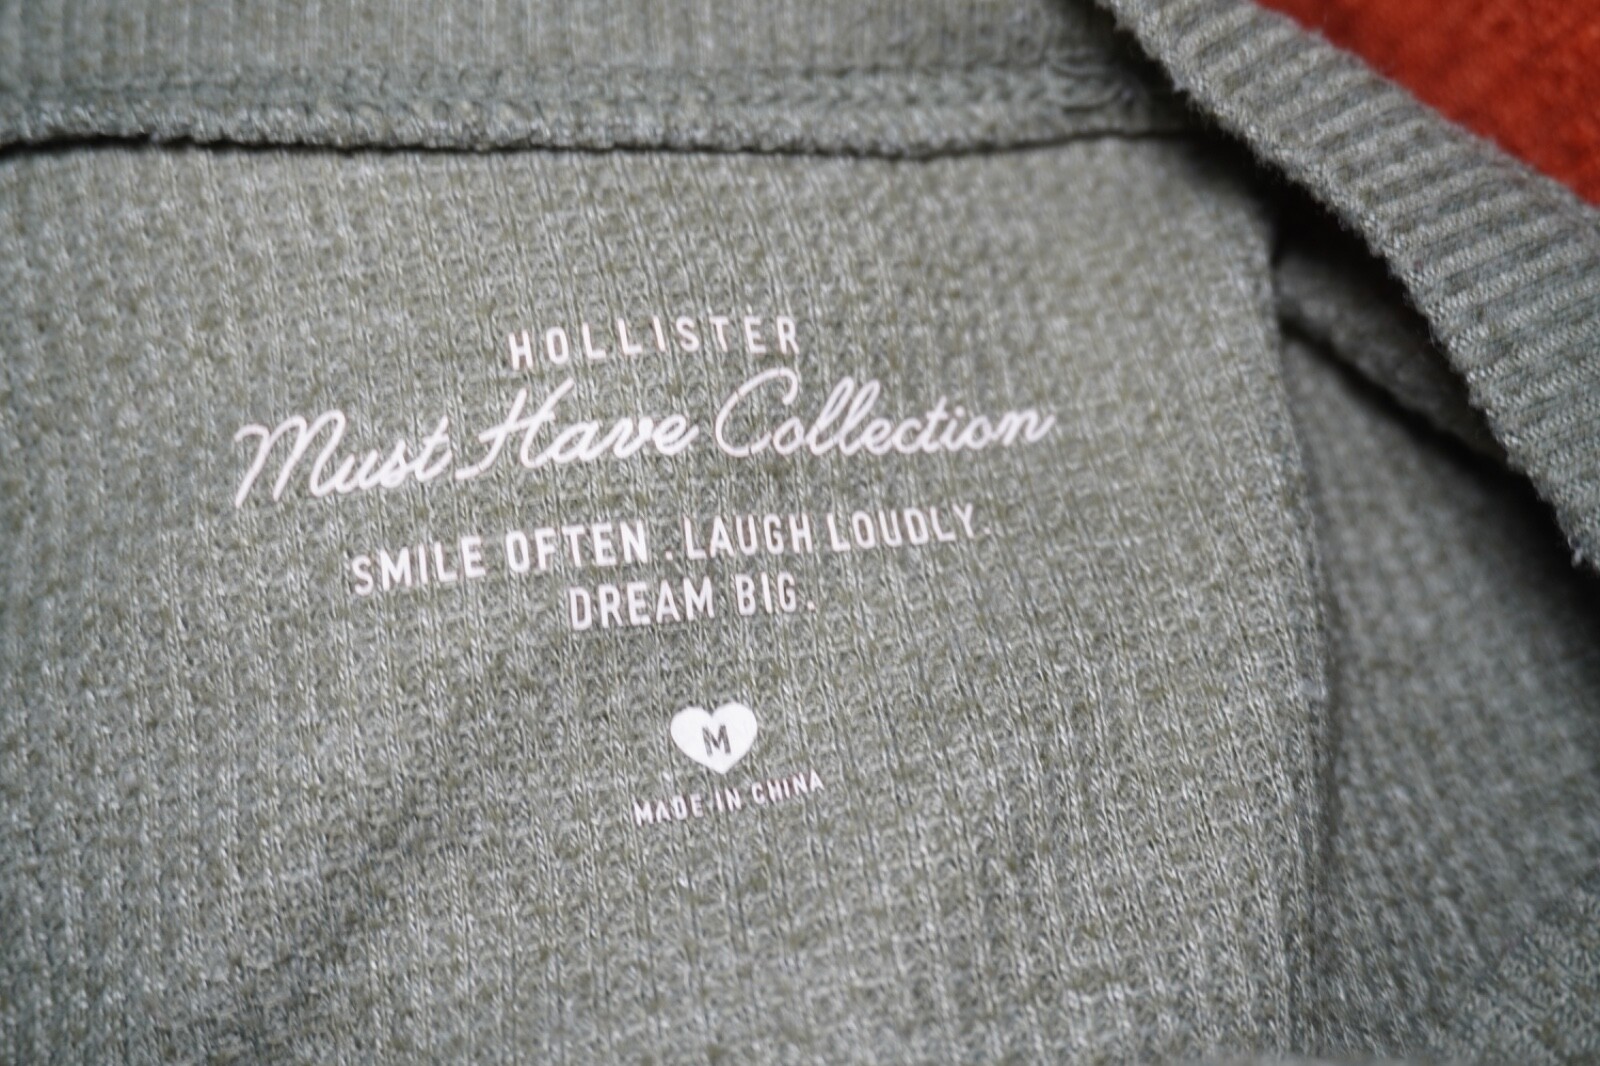 HOLLISTER
Must Have Collection
SMILE OFTEN . LAUGH LOUDLY.
DREAM BIG.
M
MADE IN CHINA